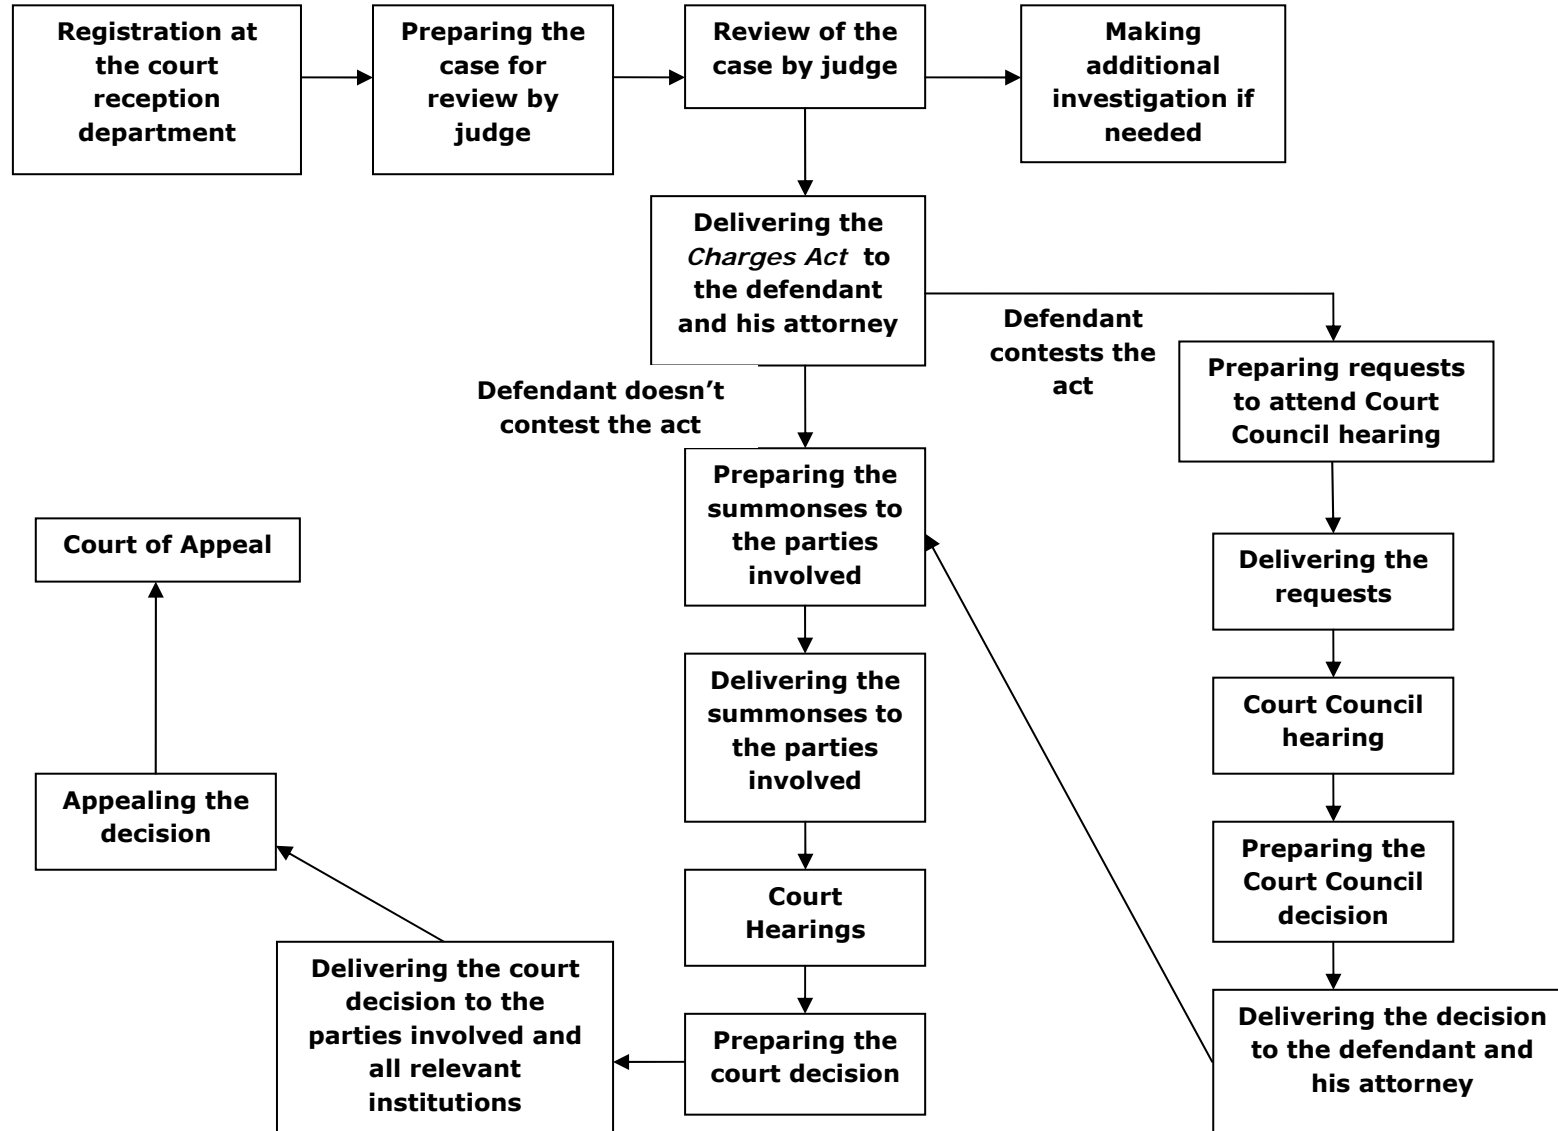 Registration at
the court
reception
department
Preparing the
case for
review by
judge
Review of the
case by judge
Making
additional
investigation if
needed
Delivering the
Charges Act to
the defendant
and his attorney
Defendant
contests the
act
Defendant doesn’t
contest the act
Preparing requests
to attend Court
Council hearing
Preparing the
summonses to
the parties
involved
Court of Appeal
Delivering the
requests
Delivering the
summonses to
the parties
involved
Court Council
hearing
Appealing the
decision
Preparing the
Court Council
decision
Court
Hearings
Delivering the court
decision to the
parties involved and
all relevant
institutions
Preparing the
court decision
Delivering the decision
to the defendant and
his attorney